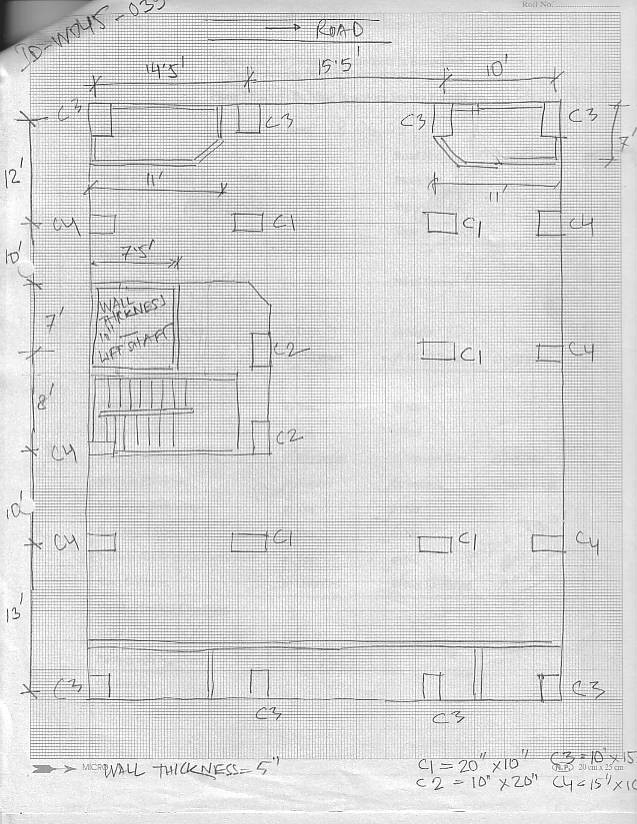 Roll No.
JD-W045-035
ROAD
14'5' 15'5' 10'
C3 C3 C3 C3
7'
12'
11' 11'
C4 C1 C1 C4
10'
7'5'
WALL
THICKNESS
10"
LIFT SHAFT
7'
C2 C1 C4
8'
C2
C4
10'
C4 C1 C1 C4
13'
C3 C3 C3 C3
MICRO WALL THICKNESS = 5"
C1 = 20" X10" C3 = 10" X 15
20 cm x 25 cm
C2 = 10" X 20" C4 = 15" X 10